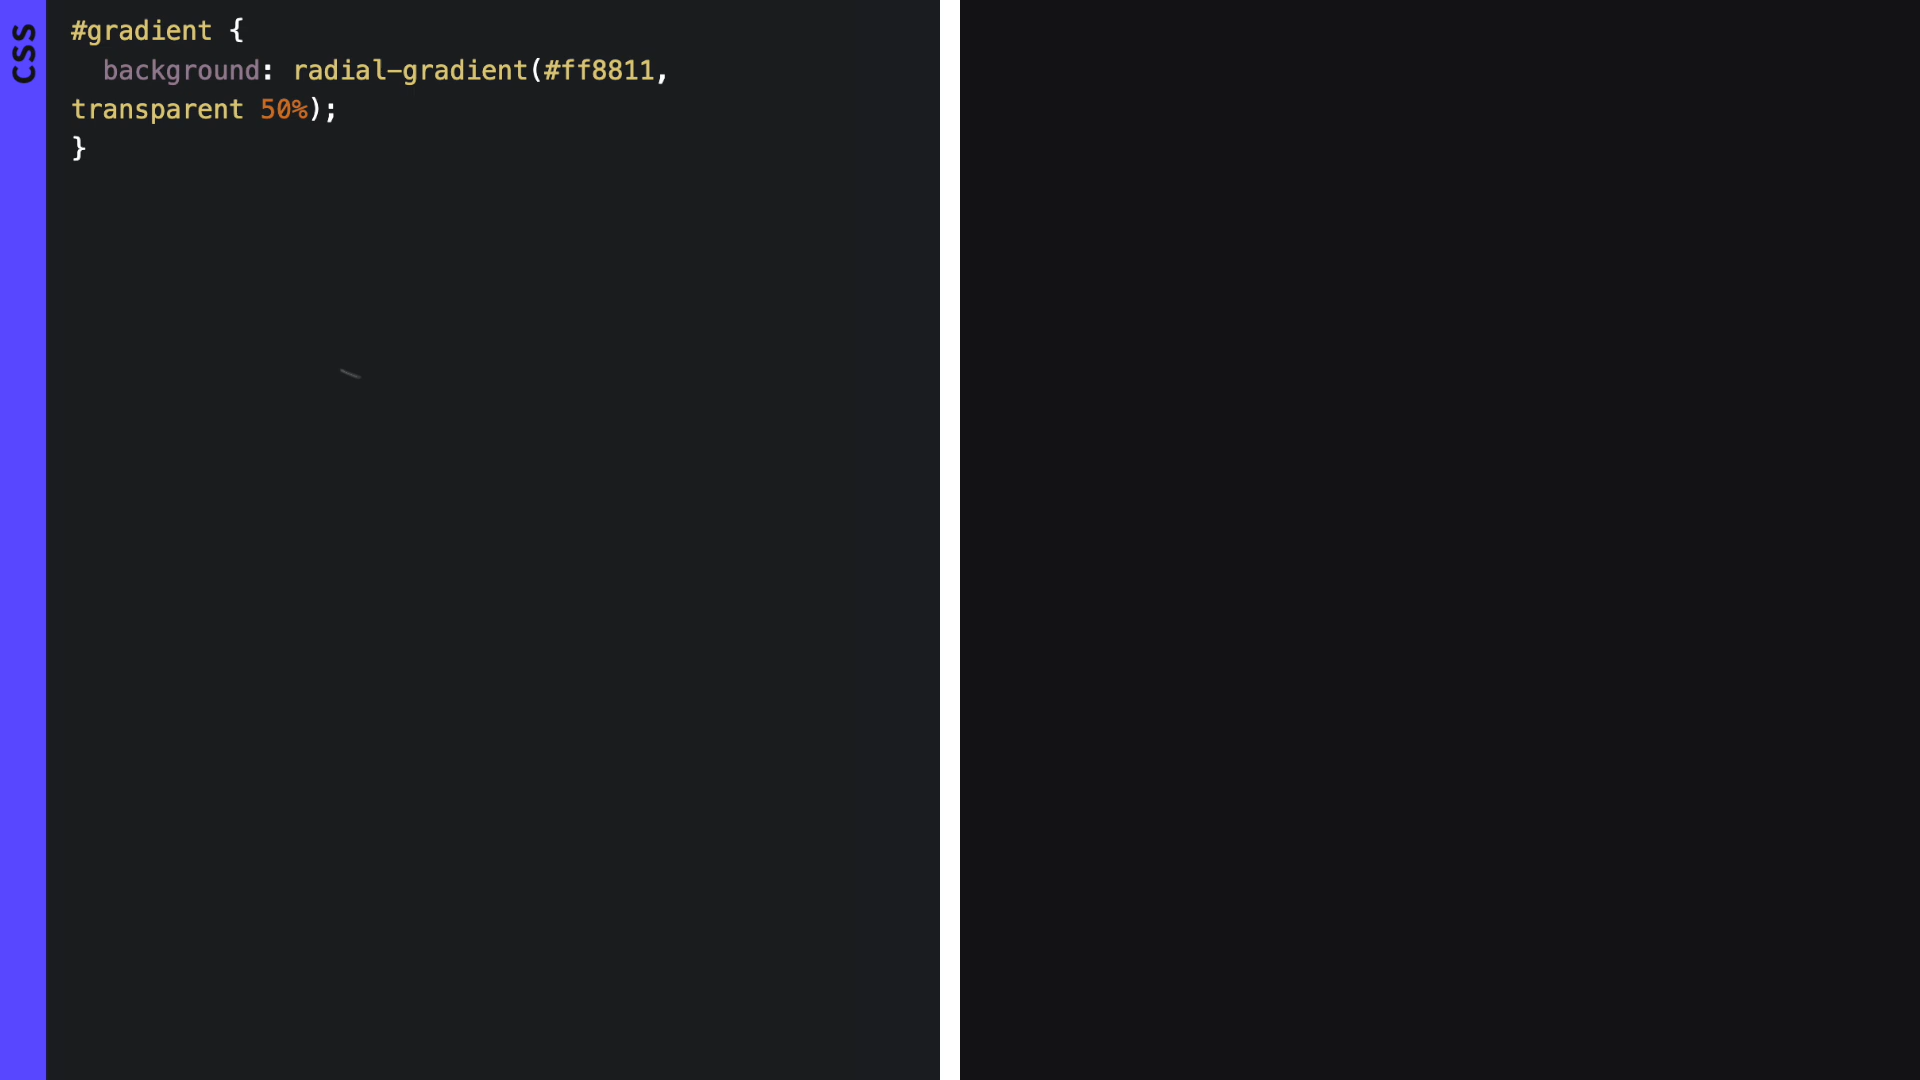 CSS
#gradient {
  background: radial-gradient(#ff8811,
transparent 50%);
}